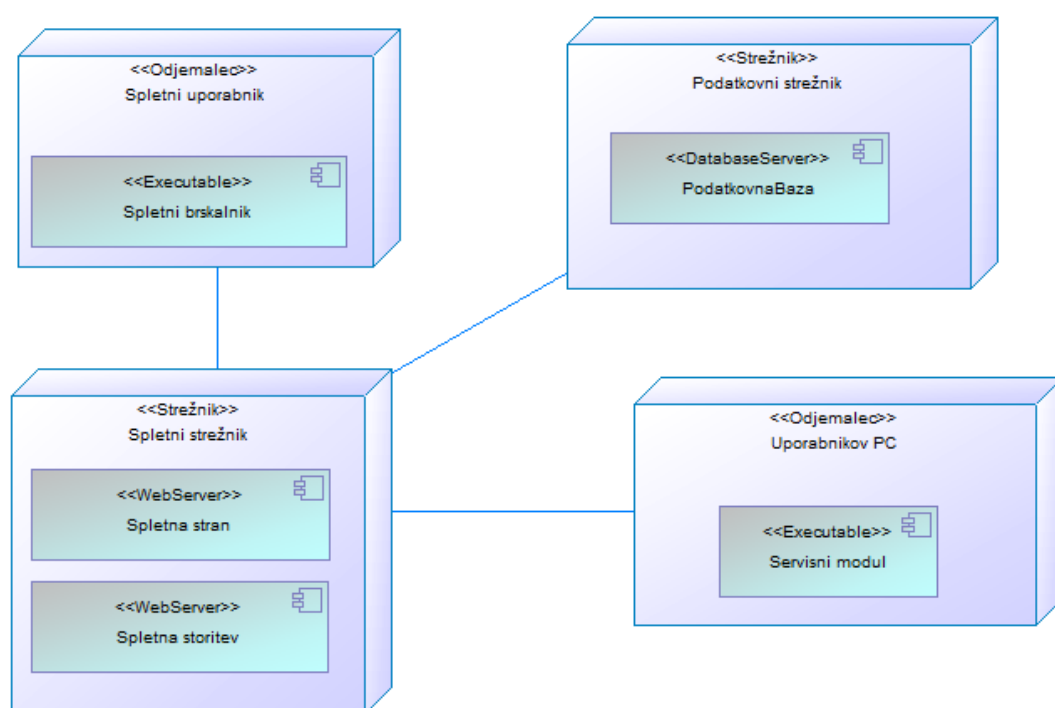 <<Odjemalec>>
Spletni uporabnik
<<Executable>>
Spletni brskalnik
<<Strežnik>>
Podatkovni strežnik
<<DatabaseServer>>
PodatkovnaBaza
<<Strežnik>>
Spletni strežnik
<<WebServer>>
Spletna stran
<<WebServer>>
Spletna storitev
<<Odjemalec>>
Uporabnikov PC
<<Executable>>
Servisni modul